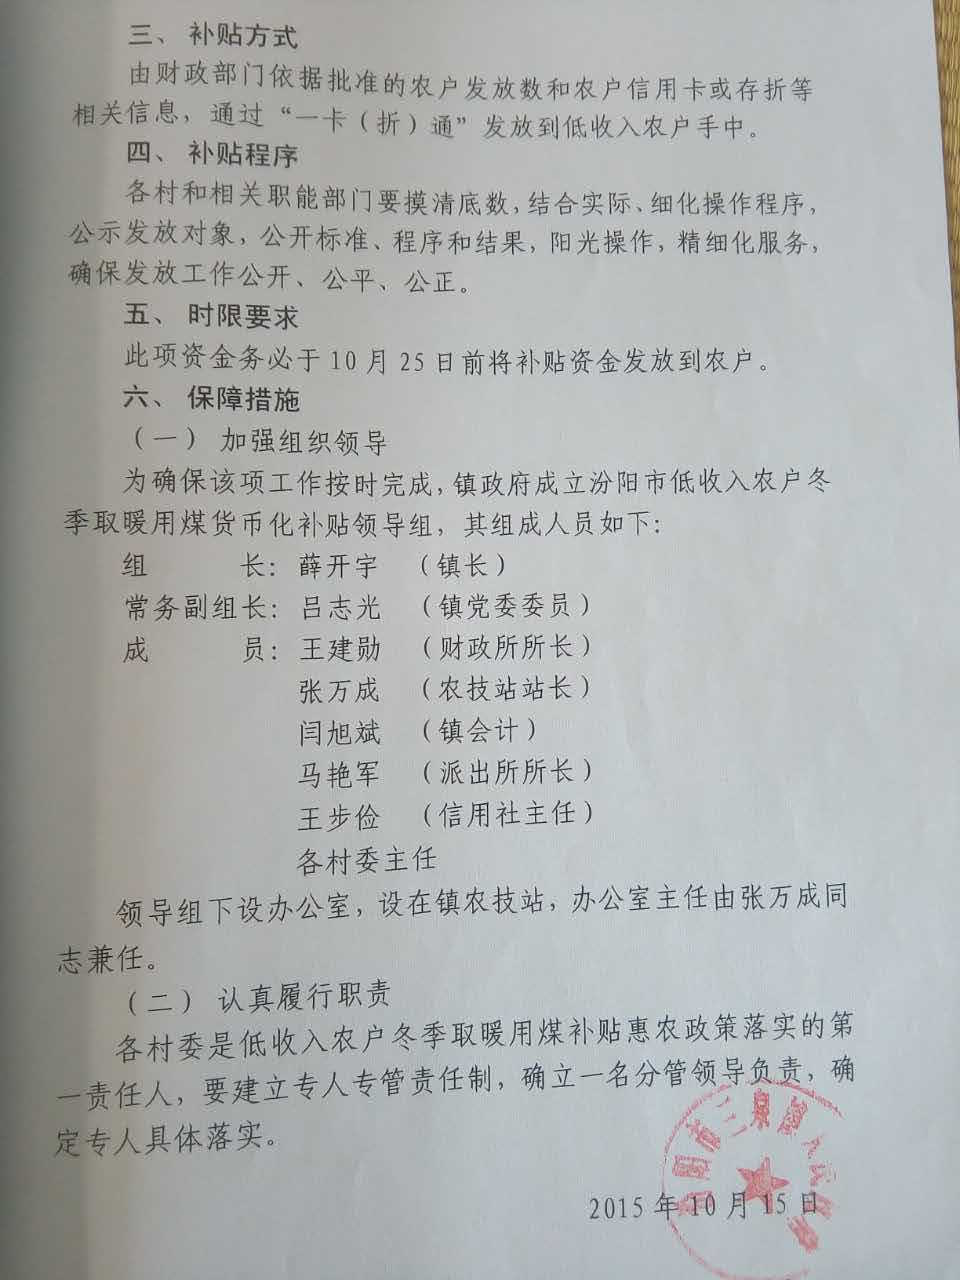 三、 补贴方式
由财政部门依据批准的农户发放数和农户信用卡或存折等
相关信息，通过“一卡（折）通”发放到低收入农户手中。
四、 补贴程序
各村和相关职能部门要摸清底数，结合实际、细化操作程序，
公示发放对象，公开标准、程序和结果，阳光操作，精细化服务，
确保发放工作公开、公平、公正。
五、 时限要求
此项资金务必于 10 月 25 日前将补贴资金发放到农户。
六、 保障措施
（一） 加强组织领导
为确保该项工作按时完成，镇政府成立汾阳市低收入农户冬
季取暖用煤货币化补贴领导组，其组成人员如下：
组 长：薛开宇 （镇长）
常务副组长：吕志光 （镇党委委员）
成 员：王建勋 （财政所所长）
张万成 （农技站站长）
闫旭斌 （镇会计）
马艳军 （派出所所长）
王步俭 （信用社主任）
各村委主任
领导组下设办公室，设在镇农技站，办公室主任由张万成同
志兼任。
（二） 认真履行职责
各村委是低收入农户冬季取暖用煤补贴惠农政策落实的第
一责任人，要建立专人专管责任制，确立一名分管领导负责，确
定专人具体落实。
阳市三泉镇人民
2015 年 10 月 15 日